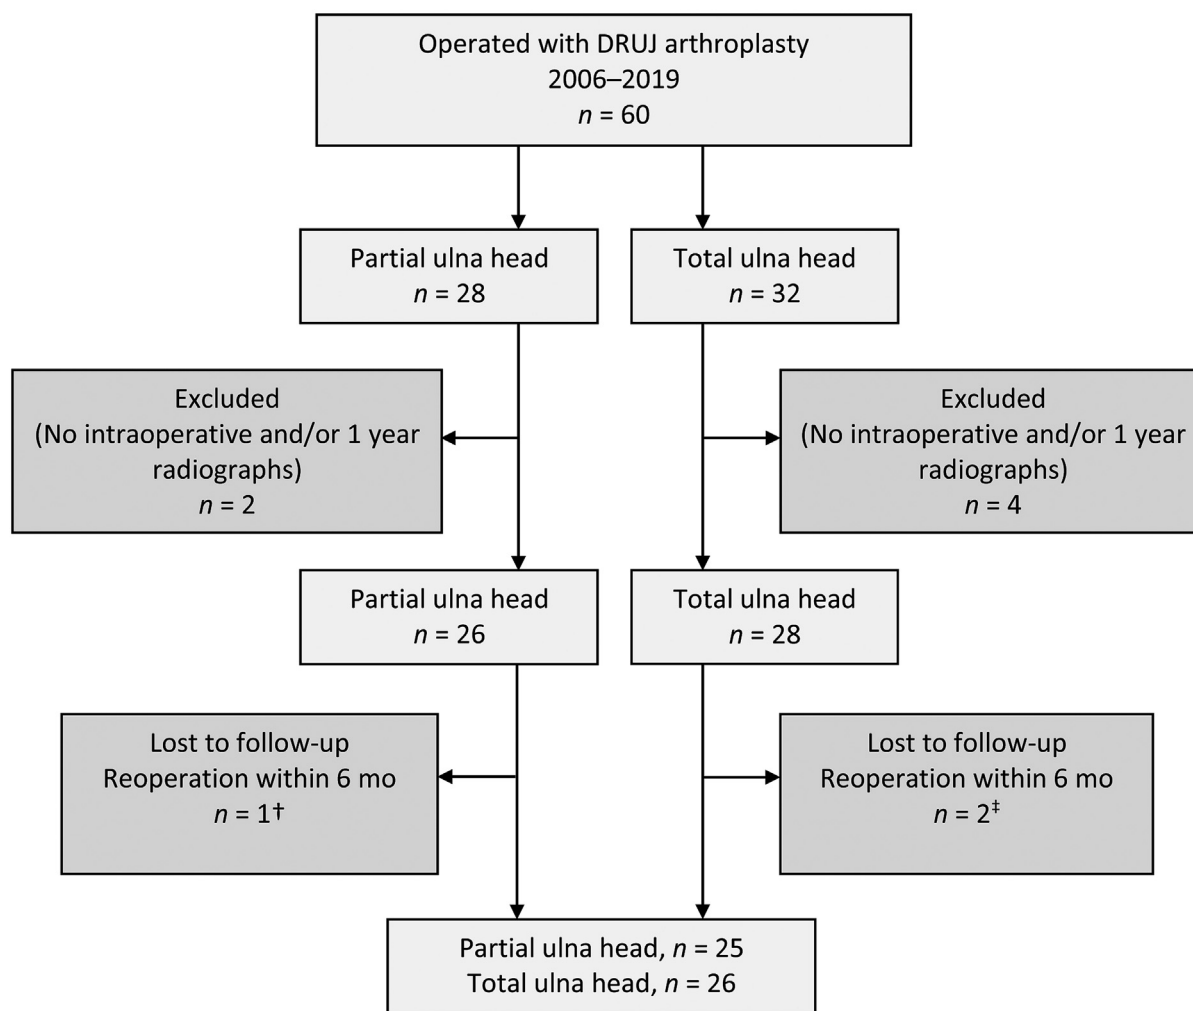 Operated with DRUJ arthroplasty
2006–2019
n = 60
Partial ulna head
n = 28
Total ulna head
n = 32
Excluded
(No intraoperative and/or 1 year
radiographs)
n = 2
Excluded
(No intraoperative and/or 1 year
radiographs)
n = 4
Partial ulna head
n = 26
Total ulna head
n = 28
Lost to follow-up
Reoperation within 6 mo
n = 1†
Lost to follow-up
Reoperation within 6 mo
n = 2‡
Partial ulna head, n = 25
Total ulna head, n = 26